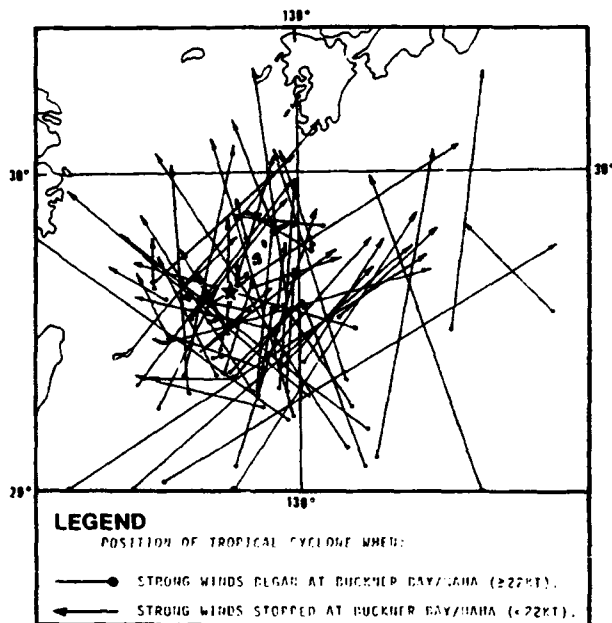 130°
30°
30°
20°
20°
130°
LEGEND
POSITION OF TROPICAL CYCLONE WHEN:
STRONG WINDS BEGAN AT BUCKNER BAY/NAHA (≥22KT).
STRONG WINDS STOPPED AT BUCKNER BAY/NAHA (<22KT).